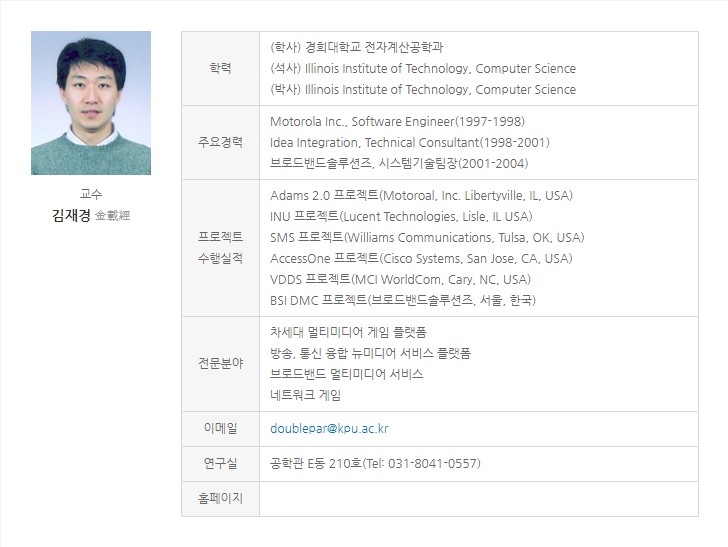 교수
김재경 金載經
학력
(학사) 경희대학교 전자계산공학과
(석사) Illinois Institute of Technology, Computer Science
(박사) Illinois Institute of Technology, Computer Science
주요경력
Motorola Inc., Software Engineer(1997-1998)
Idea Integration, Technical Consultant(1998-2001)
브로드밴드솔루션즈, 시스템기술팀장(2001-2004)
프로젝트
수행실적
Adams 2.0 프로젝트(Motoroal, Inc. Libertyville, IL, USA)
INU 프로젝트(Lucent Technologies, Lisle, IL USA)
SMS 프로젝트(Williams Communications, Tulsa, OK, USA)
AccessOne 프로젝트(Cisco Systems, San Jose, CA, USA)
VDDS 프로젝트(MCI WorldCom, Cary, NC, USA)
BSI DMC 프로젝트(브로드밴드솔루션즈, 서울, 한국)
전문분야
차세대 멀티미디어 게임 플랫폼
방송, 통신 융합 뉴미디어 서비스 플랫폼
브로드밴드 멀티미디어 서비스
네트워크 게임
이메일
doublepar@kpu.ac.kr
연구실
공학관 E동 210호(Tel: 031-8041-0557)
홈페이지